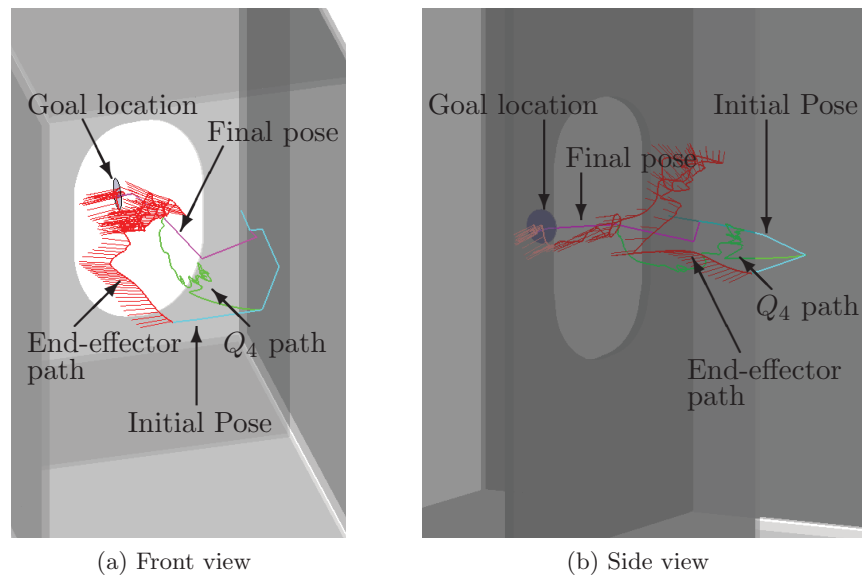 Goal location
Final pose
End-effector
path
Q₄ path
Initial Pose
(a) Front view
Goal location
Initial Pose
Final pose
Q₄ path
End-effector
path
(b) Side view